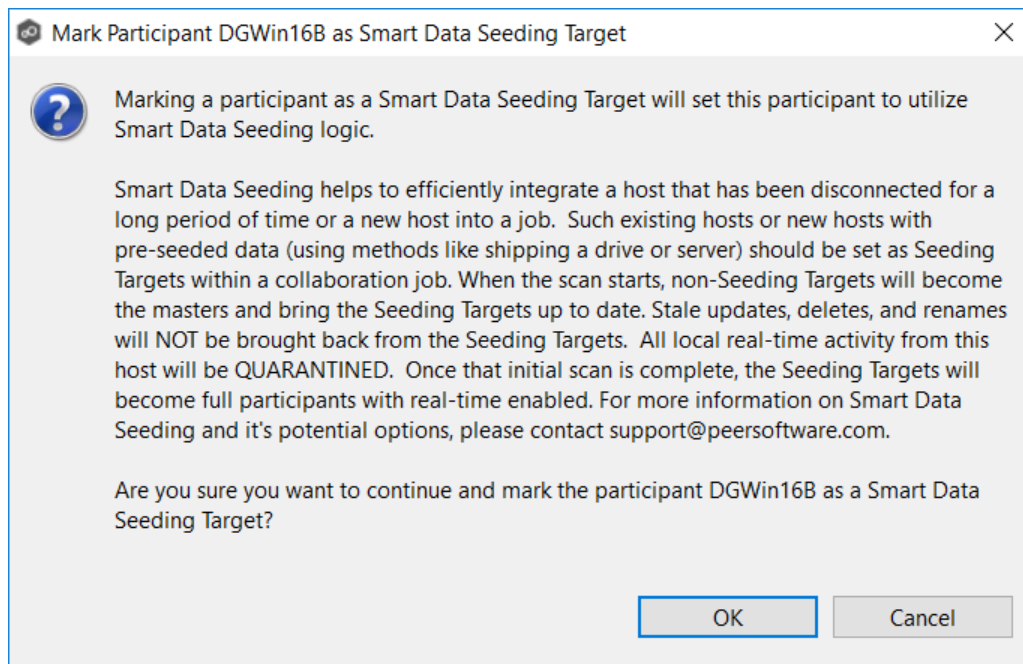 Mark Participant DGWin16B as Smart Data Seeding Target
Marking a participant as a Smart Data Seeding Target will set this participant to utilize
Smart Data Seeding logic.
Smart Data Seeding helps to efficiently integrate a host that has been disconnected for a
long period of time or a new host into a job.  Such existing hosts or new hosts with
pre-seeded data (using methods like shipping a drive or server) should be set as Seeding
Targets within a collaboration job. When the scan starts, non-Seeding Targets will become
the masters and bring the Seeding Targets up to date. Stale updates, deletes, and renames
will NOT be brought back from the Seeding Targets.  All local real-time activity from this
host will be QUARANTINED.  Once that initial scan is complete, the Seeding Targets will
become full participants with real-time enabled. For more information on Smart Data
Seeding and it's potential options, please contact support@peersoftware.com.
Are you sure you want to continue and mark the participant DGWin16B as a Smart Data
Seeding Target?
OK
Cancel